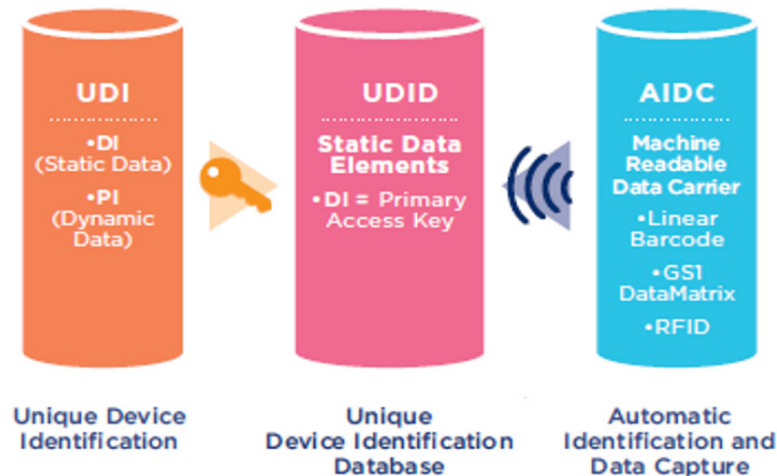 UDI
•DI
(Static Data)
•PI
(Dynamic
Data)
UDID
Static Data
Elements
•DI = Primary
Access Key
AIDC
Machine
Readable
Data Carrier
•Linear
Barcode
•GS1
DataMatrix
•RFID
Unique Device
Identification
Unique
Device Identification
Database
Automatic
Identification and
Data Capture